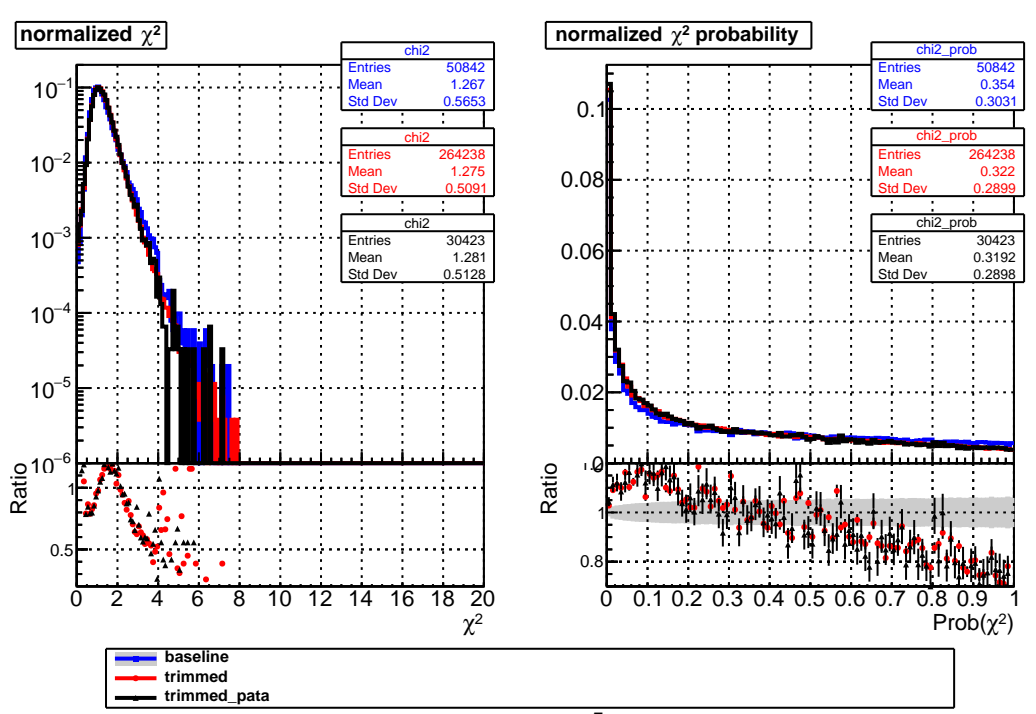 normalized χ²
chi2
Entries 50842
Mean 1.267
Std Dev 0.5653
chi2
Entries 264238
Mean 1.275
Std Dev 0.5091
chi2
Entries 30423
Mean 1.281
Std Dev 0.5128
10⁻¹
10⁻²
10⁻³
10⁻⁴
10⁻⁵
10⁻⁶
Ratio
1
0.5
0 2 4 6 8 10 12 14 16 18 20
χ²
normalized χ² probability
chi2_prob
Entries 50842
Mean 0.354
Std Dev 0.3031
chi2_prob
Entries 264238
Mean 0.322
Std Dev 0.2899
chi2_prob
Entries 30423
Mean 0.3192
Std Dev 0.2898
0.1
0.08
0.06
0.04
0.02
Ratio
1
0.8
0 0.1 0.2 0.3 0.4 0.5 0.6 0.7 0.8 0.9 1
Prob(χ²)
baseline
trimmed
trimmed_pata